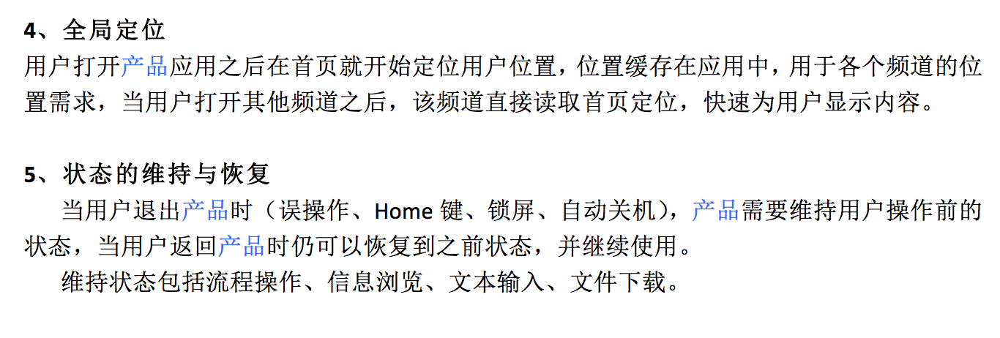 4、全局定位
用户打开产品应用之后在首页就开始定位用户位置，位置缓存在应用中，用于各个频道的位
置需求，当用户打开其他频道之后，该频道直接读取首页定位，快速为用户显示内容。
5、状态的维持与恢复
当用户退出产品时（误操作、Home 键、锁屏、自动关机），产品需要维持用户操作前的
状态，当用户返回产品时仍可以恢复到之前状态，并继续使用。
维持状态包括流程操作、信息浏览、文本输入、文件下载。